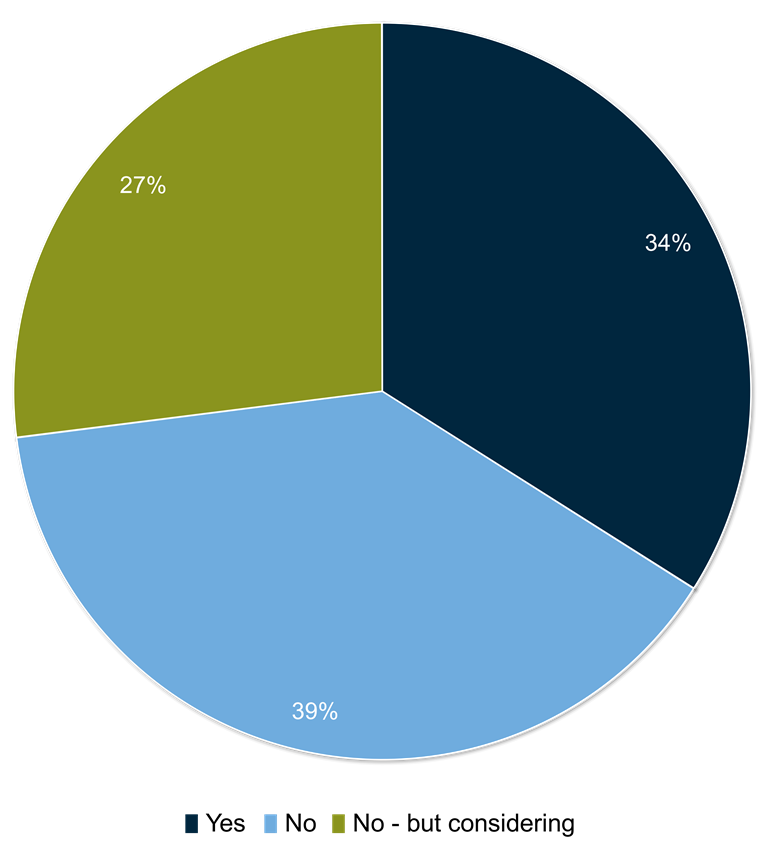 27%
34%
39%
Yes No No - but considering